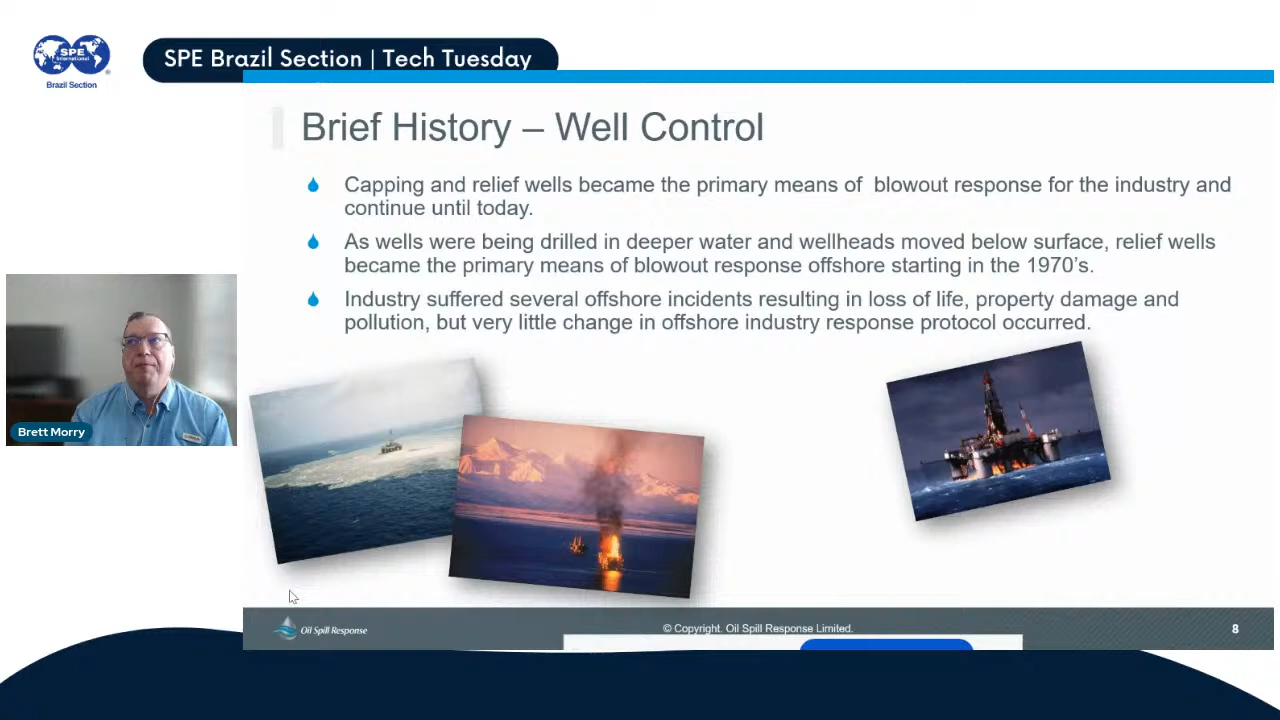 SPE
International
Brazil Section
SPE Brazil Section | Tech Tuesday
Brief History – Well Control
Capping and relief wells became the primary means of  blowout response for the industry and
continue until today.
As wells were being drilled in deeper water and wellheads moved below surface, relief wells
became the primary means of blowout response offshore starting in the 1970’s.
Industry suffered several offshore incidents resulting in loss of life, property damage and
pollution, but very little change in offshore industry response protocol occurred.
Brett Morry
Oil Spill Response
© Copyright. Oil Spill Response Limited.
8